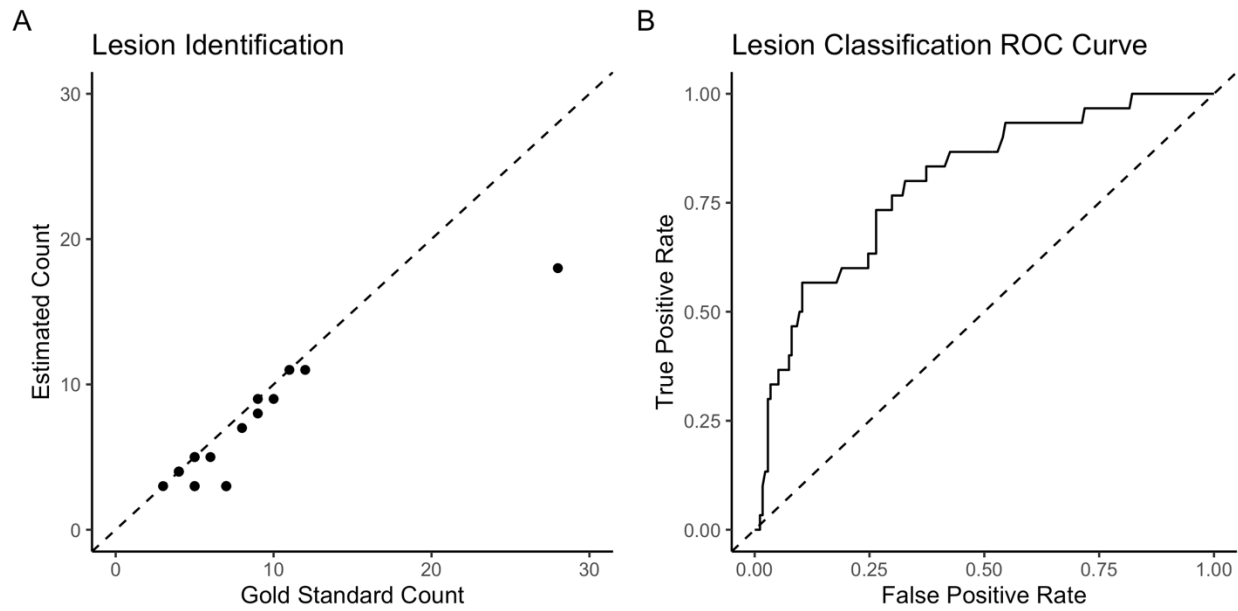 A
Lesion Identification
30
20
10
0
Estimated Count
0 10 20 30
Gold Standard Count
B
Lesion Classification ROC Curve
1.00
0.75
0.50
0.25
0.00
True Positive Rate
0.00 0.25 0.50 0.75 1.00
False Positive Rate